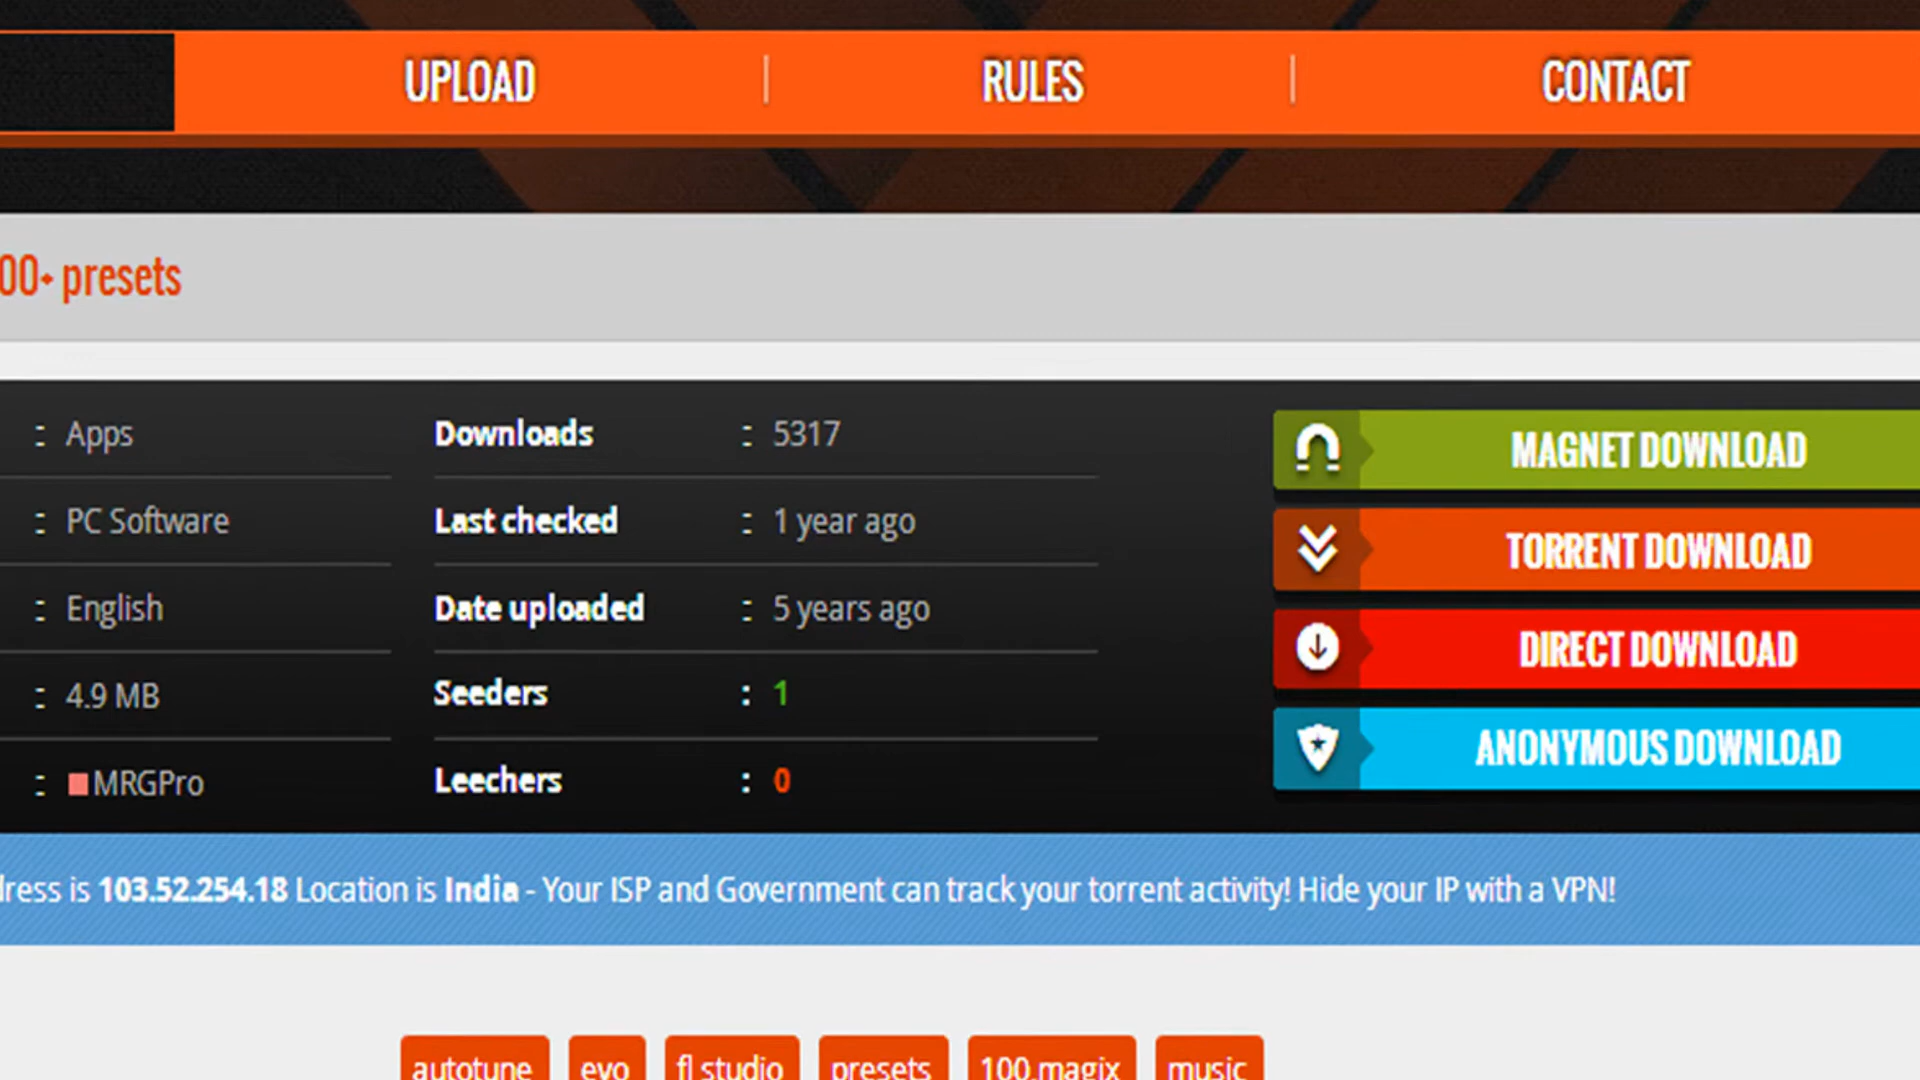 UPLOAD | RULES | CONTACT
00+ presets
: Apps Downloads : 5317 MAGNET DOWNLOAD
: PC Software Last checked : 1 year ago TORRENT DOWNLOAD
: English Date uploaded : 5 years ago DIRECT DOWNLOAD
: 4.9 MB Seeders : 1 ANONYMOUS DOWNLOAD
: MRGPro Leechers : 0
dress is 103.52.254.18 Location is India - Your ISP and Government can track your torrent activity! Hide your IP with a VPN!
autotune evo fl studio presets 100.magix music